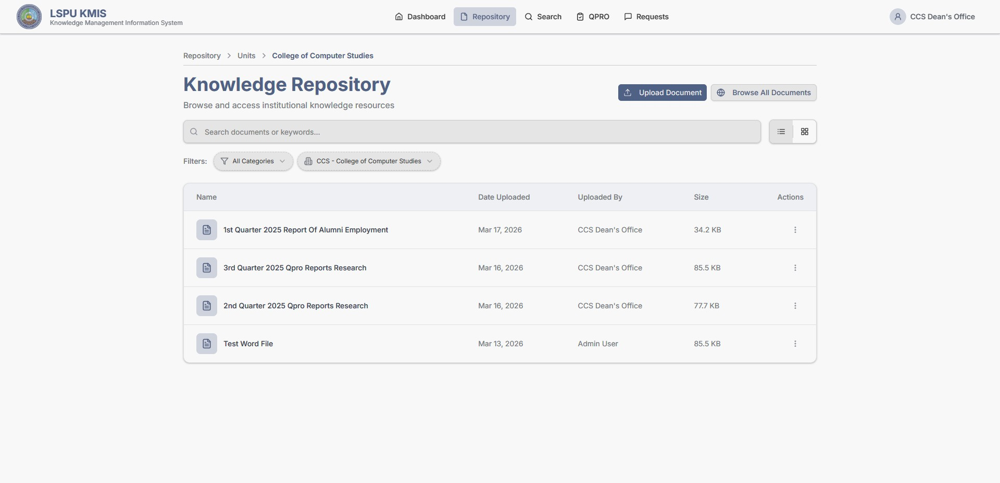 LSPU KMIS
Knowledge Management Information System
Dashboard
Repository
Search
QPRO
Requests
CCS Dean's Office
Repository > Units > College of Computer Studies
Knowledge Repository
Browse and access institutional knowledge resources
Upload Document
Browse All Documents
Search documents or keywords...
Filters:
All Categories
CCS - College of Computer Studies
Name Date Uploaded Uploaded By Size Actions
1st Quarter 2025 Report Of Alumni Employment Mar 17, 2026 CCS Dean's Office 34.2 KB
3rd Quarter 2025 Qpro Reports Research Mar 16, 2026 CCS Dean's Office 85.5 KB
2nd Quarter 2025 Qpro Reports Research Mar 16, 2026 CCS Dean's Office 77.7 KB
Test Word File Mar 13, 2026 Admin User 85.5 KB